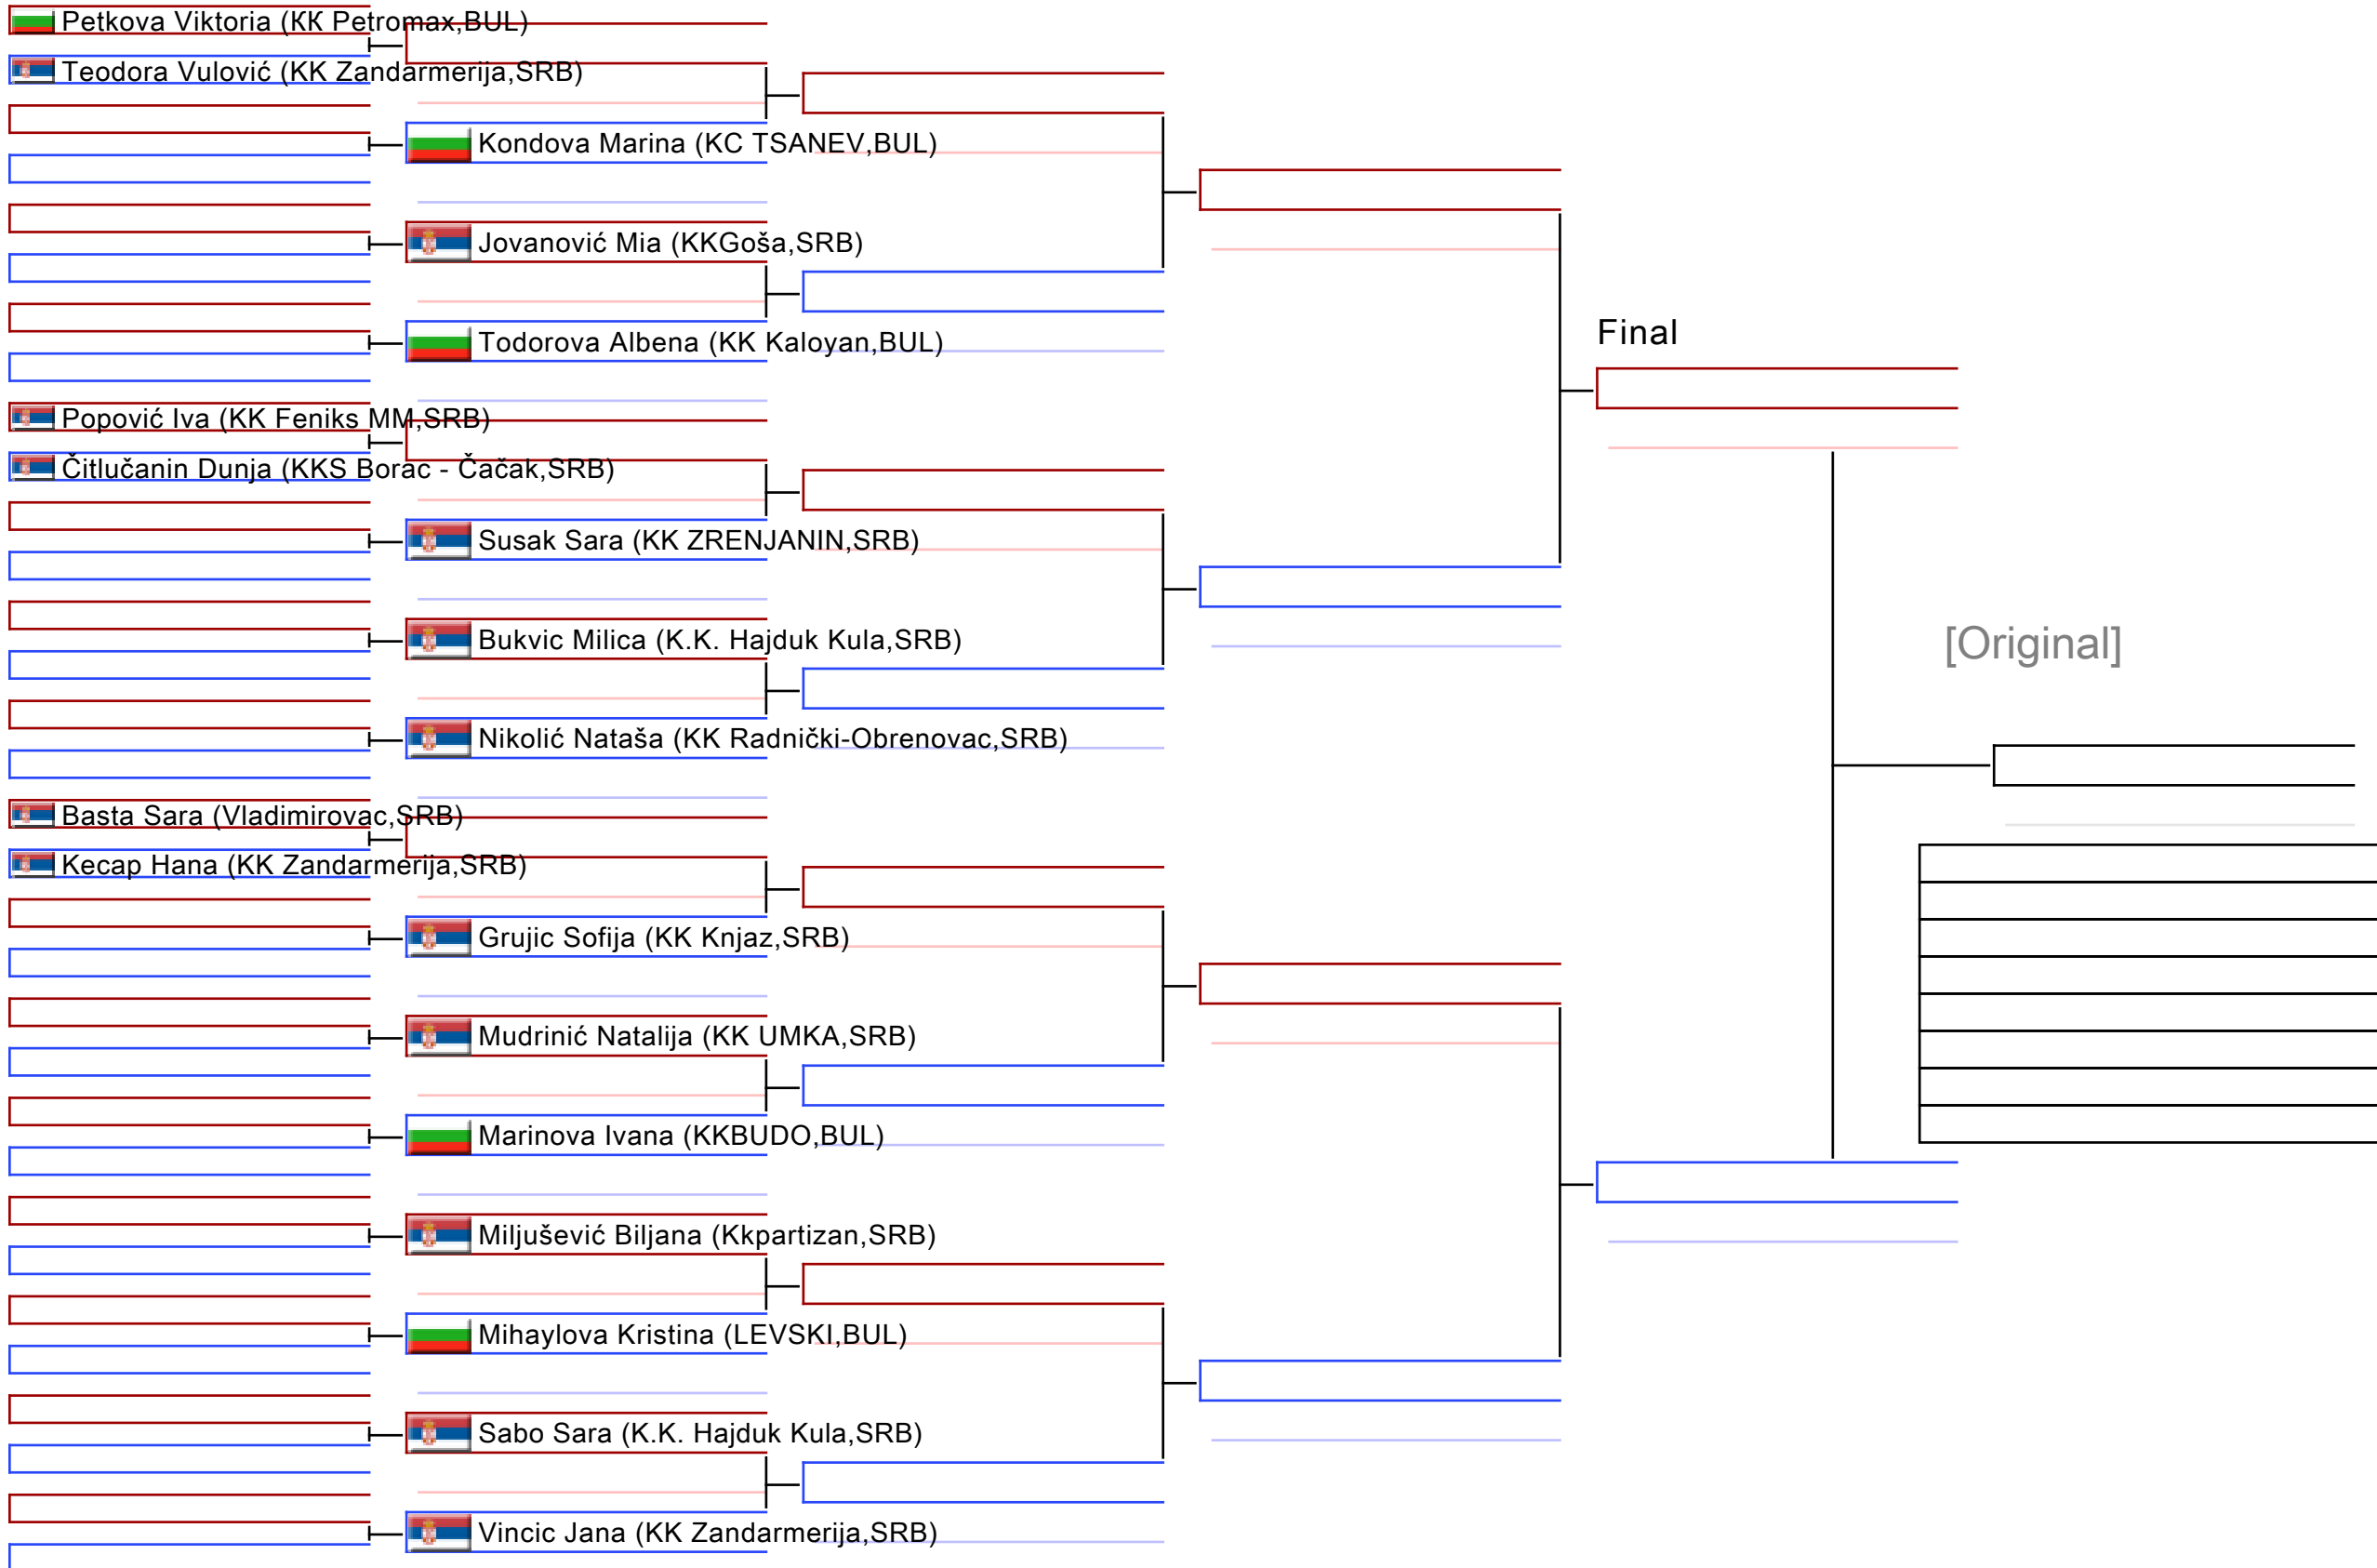 Petkova Viktoria (КК Petromax,BUL)
Teodora Vulović (KK Zandarmerija,SRB)
Kondova Marina (KC TSANEV,BUL)
Jovanović Mia (KKGoša,SRB)
Todorova Albena (KK Kaloyan,BUL)
Final
Popović Iva (KK Feniks MM,SRB)
Čitlučanin Dunja (KKS Borac - Čačak,SRB)
Susak Sara (KK ZRENJANIN,SRB)
Bukvic Milica (K.K. Hajduk Kula,SRB)
[Original]
Nikolić Nataša (KK Radnički-Obrenovac,SRB)
Basta Sara (Vladimirovac,SRB)
Kecap Hana (KK Zandarmerija,SRB)
Grujic Sofija (KK Knjaz,SRB)
Mudrinić Natalija (KK UMKA,SRB)
Marinova Ivana (KKBUDO,BUL)
Miljušević Biljana (Kkpartizan,SRB)
Mihaylova Kristina (LEVSKI,BUL)
Sabo Sara (K.K. Hajduk Kula,SRB)
Vincic Jana (KK Zandarmerija,SRB)